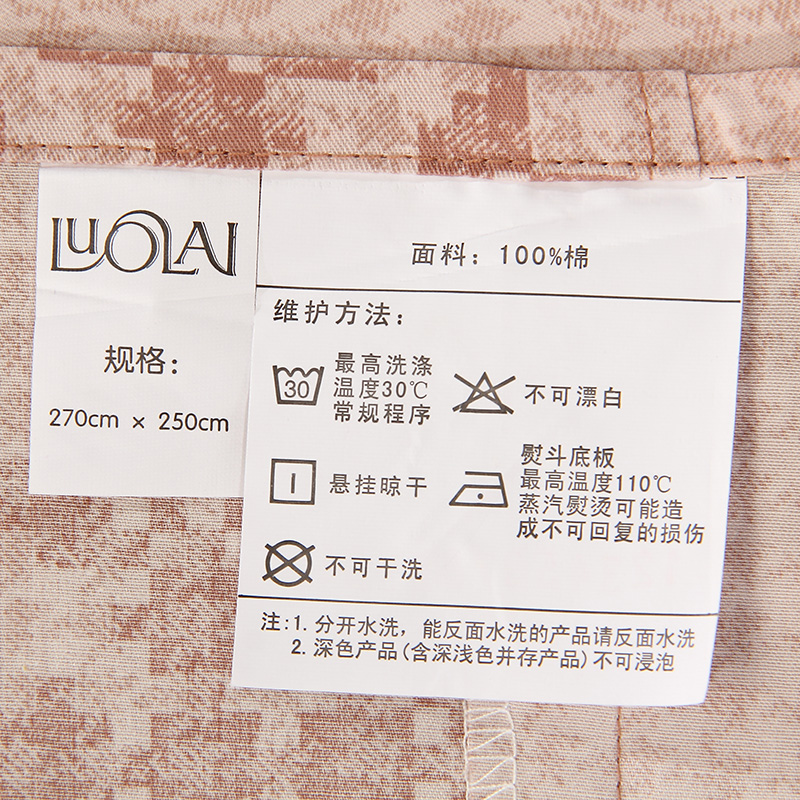 LUOLAI
规格：
270cm × 250cm
面料：100%棉
维护方法：
30
最高洗涤
温度30℃
常规程序
不可漂白
悬挂晾干
熨斗底板
最高温度110℃
蒸汽熨烫可能造
成不可回复的损伤
不可干洗
注：1. 分开水洗，能反面水洗的产品请反面水洗
2. 深色产品(含深浅色并存产品)不可浸泡